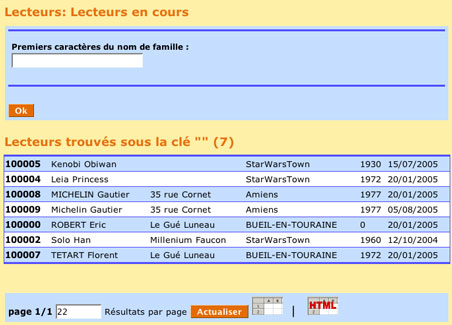 Lecteurs: Lecteurs en cours
Premiers caractères du nom de famille :
Ok
Lecteurs trouvés sous la clé "" (7)
100005 Kenobi Obiwan StarWarsTown 1930 15/07/2005
100004 Leia Princess StarWarsTown 1972 20/01/2005
100008 MICHELIN Gautier 35 rue Cornet Amiens 1977 20/01/2005
100009 Michelin Gautier 35 rue Cornet Amiens 1977 05/08/2005
100000 ROBERT Eric Le Gué Luneau BUEIL-EN-TOURAINE 0 20/01/2005
100002 Solo Han Millenium Faucon StarWarsTown 1960 12/10/2004
100007 TETART Florent Le Gué Luneau BUEIL-EN-TOURAINE 1972 20/01/2005
page 1/1 22 Résultats par page Actualiser | HTML